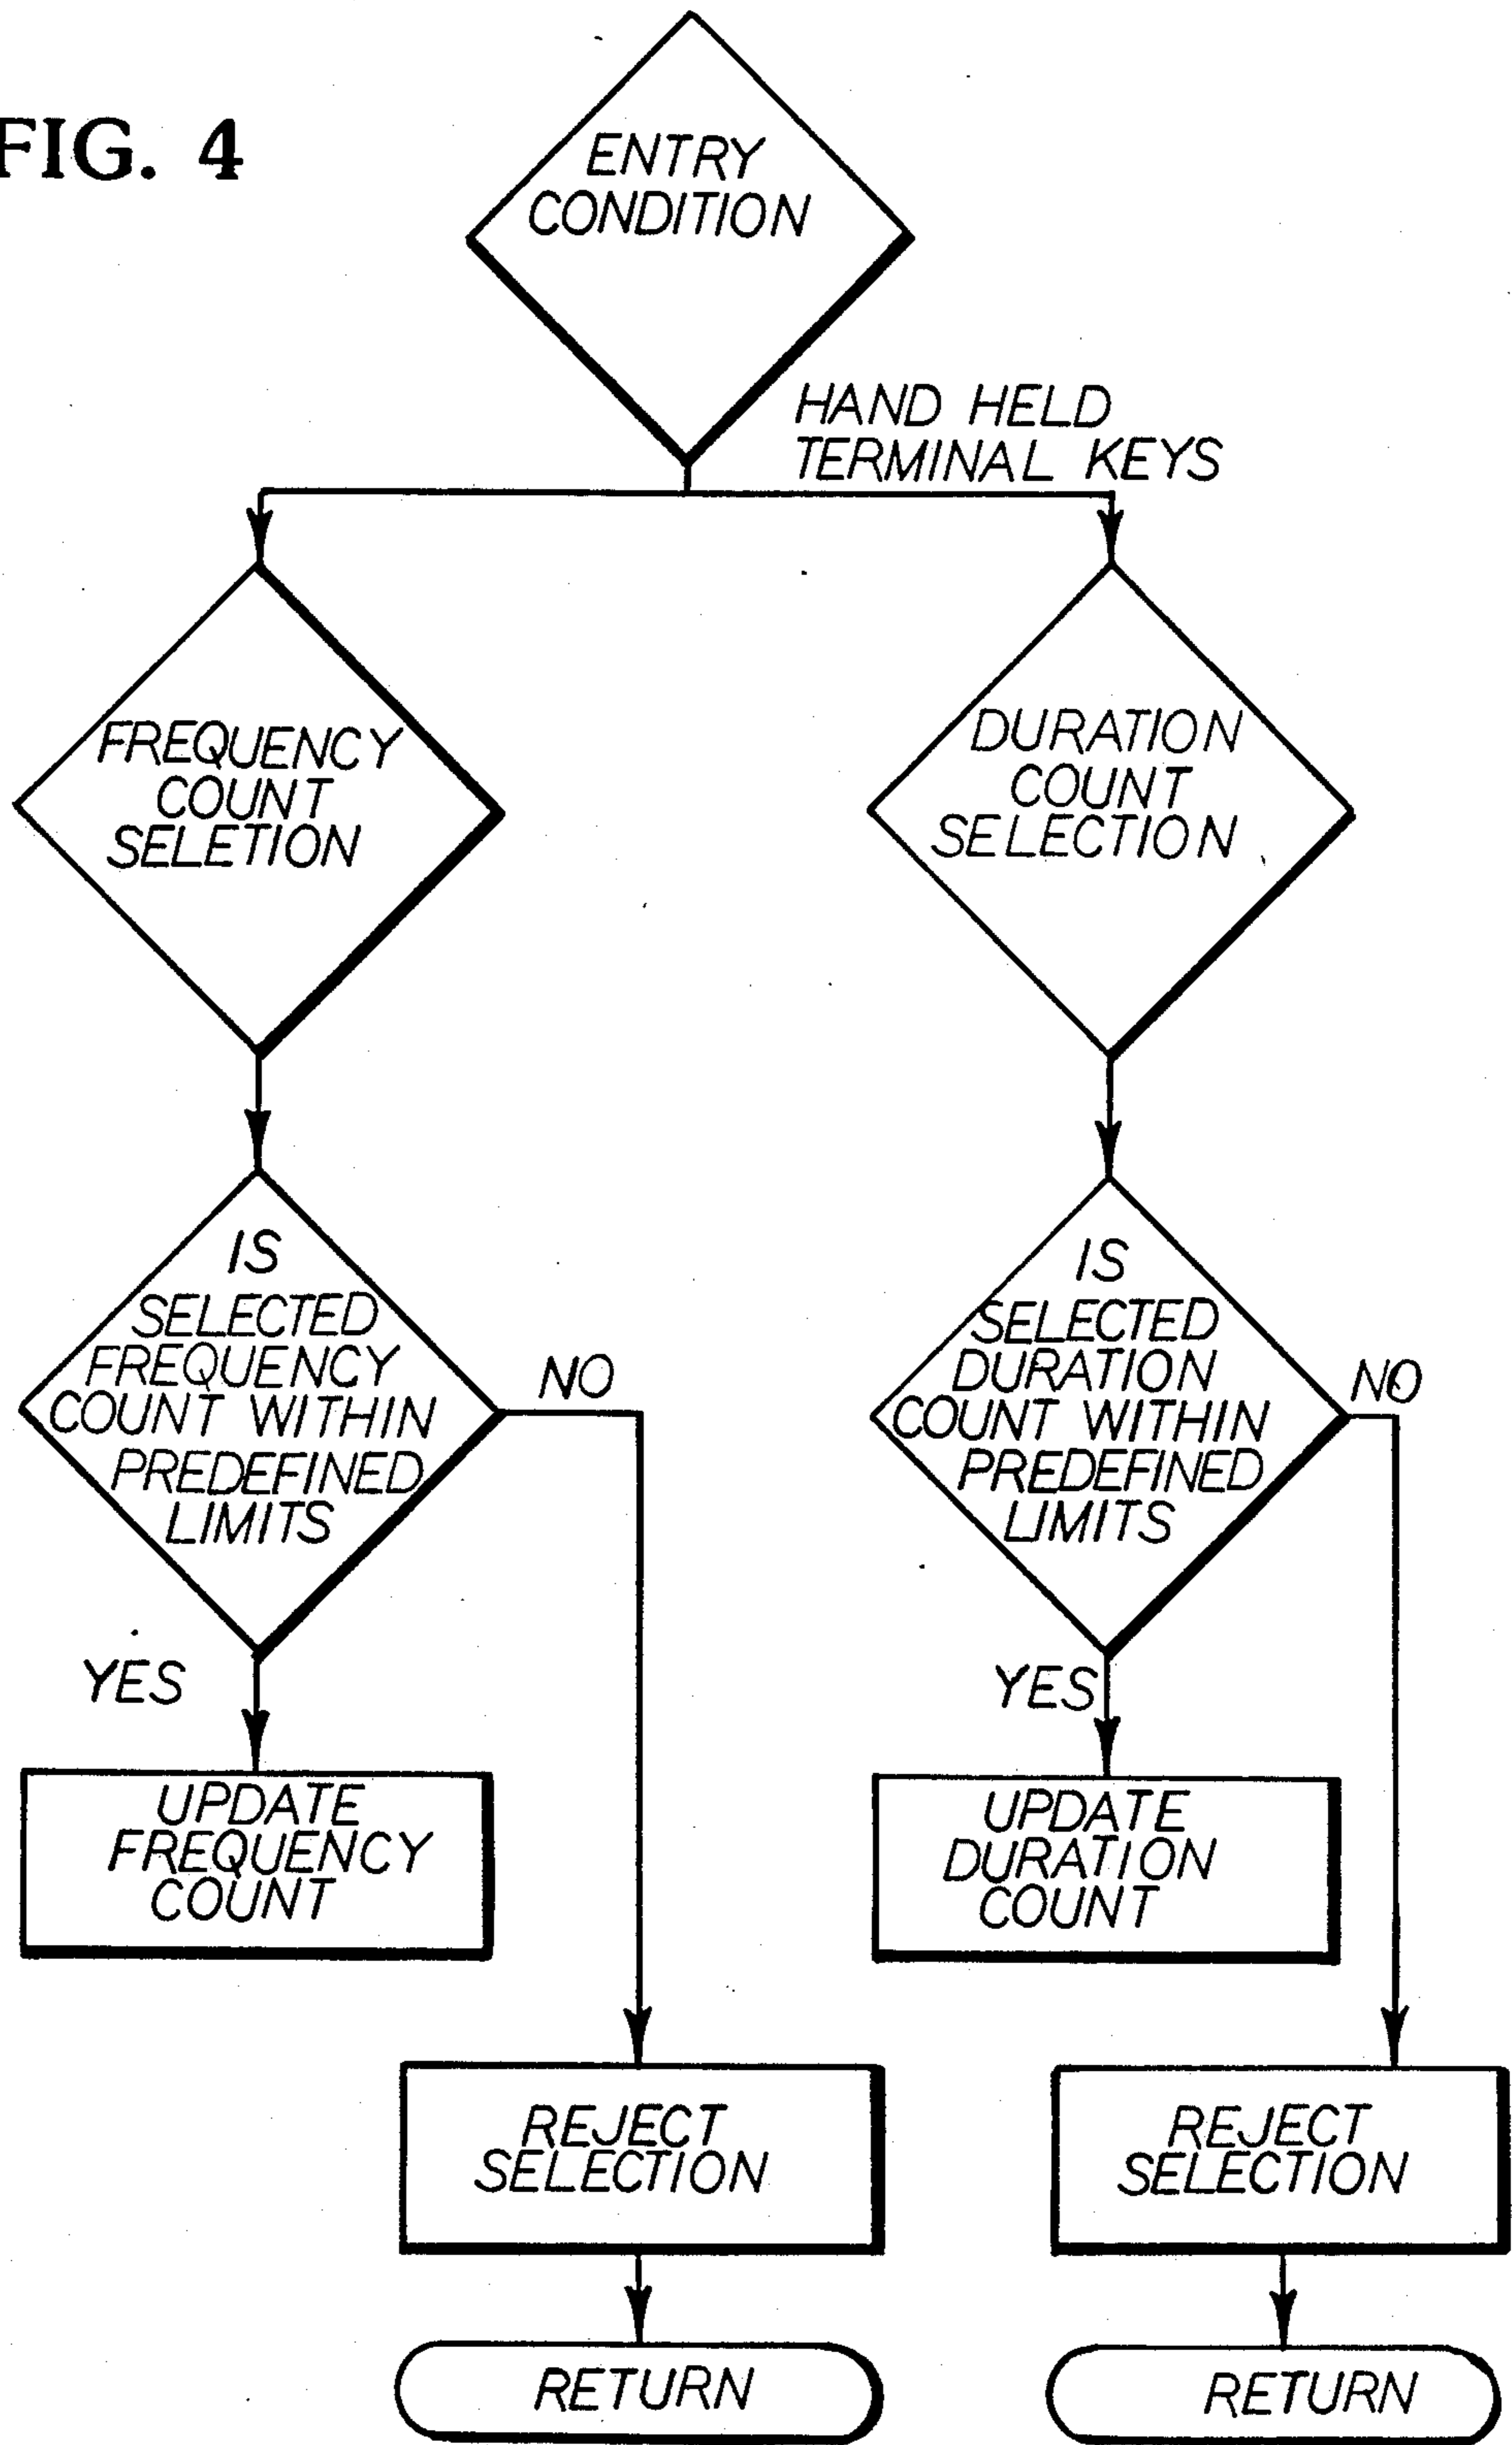 FIG. 4
ENTRY
CONDITION
HAND HELD
TERMINAL KEYS
FREQUENCY
COUNT
SELETION
DURATION
COUNT
SELECTION
IS
SELECTED
FREQUENCY
COUNT WITHIN
PREDEFINED
LIMITS
NO
YES
IS
SELECTED
DURATION
COUNT WITHIN
PREDEFINED
LIMITS
NO
YES
UPDATE
FREQUENCY
COUNT
UPDATE
DURATION
COUNT
REJECT
SELECTION
REJECT
SELECTION
RETURN
RETURN